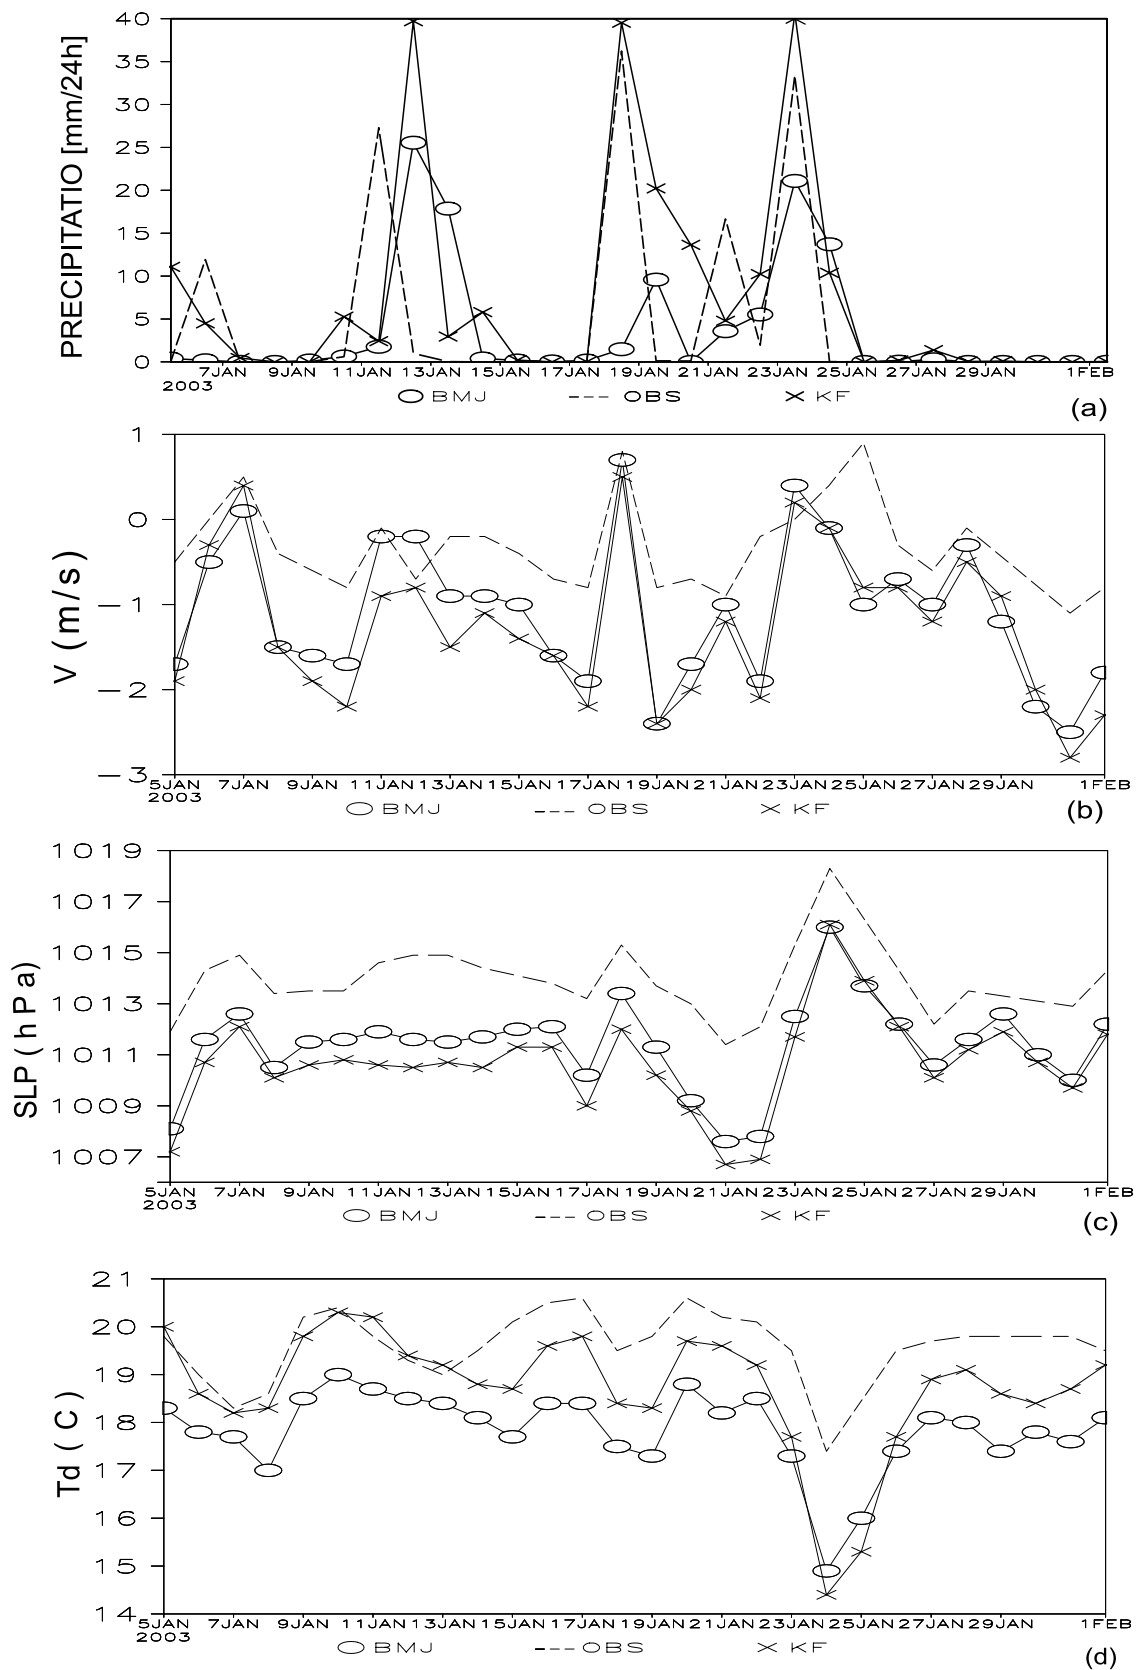 PRECIPITATIO [mm/24h]
40
35
30
25
20
15
10
5
0
7JAN 9JAN 11JAN 13JAN 15JAN 17JAN 19JAN 21JAN 23JAN 25JAN 27JAN 29JAN 1FEB
2003
BMJ OBS KF
(a)
V (m/s)
1
0
−1
−2
−3
5JAN 7JAN 9JAN 11JAN 13JAN 15JAN 17JAN 19JAN 21JAN 23JAN 25JAN 27JAN 29JAN 1FEB
2003
BMJ OBS KF
(b)
SLP (hPa)
1019
1017
1015
1013
1011
1009
1007
5JAN 7JAN 9JAN 11JAN 13JAN 15JAN 17JAN 19JAN 21JAN 23JAN 25JAN 27JAN 29JAN 1FEB
2003
BMJ OBS KF
(c)
Td ( C )
21
20
19
18
17
16
15
14
5JAN 7JAN 9JAN 11JAN 13JAN 15JAN 17JAN 19JAN 21JAN 23JAN 25JAN 27JAN 29JAN 1FEB
2003
BMJ OBS KF
(d)